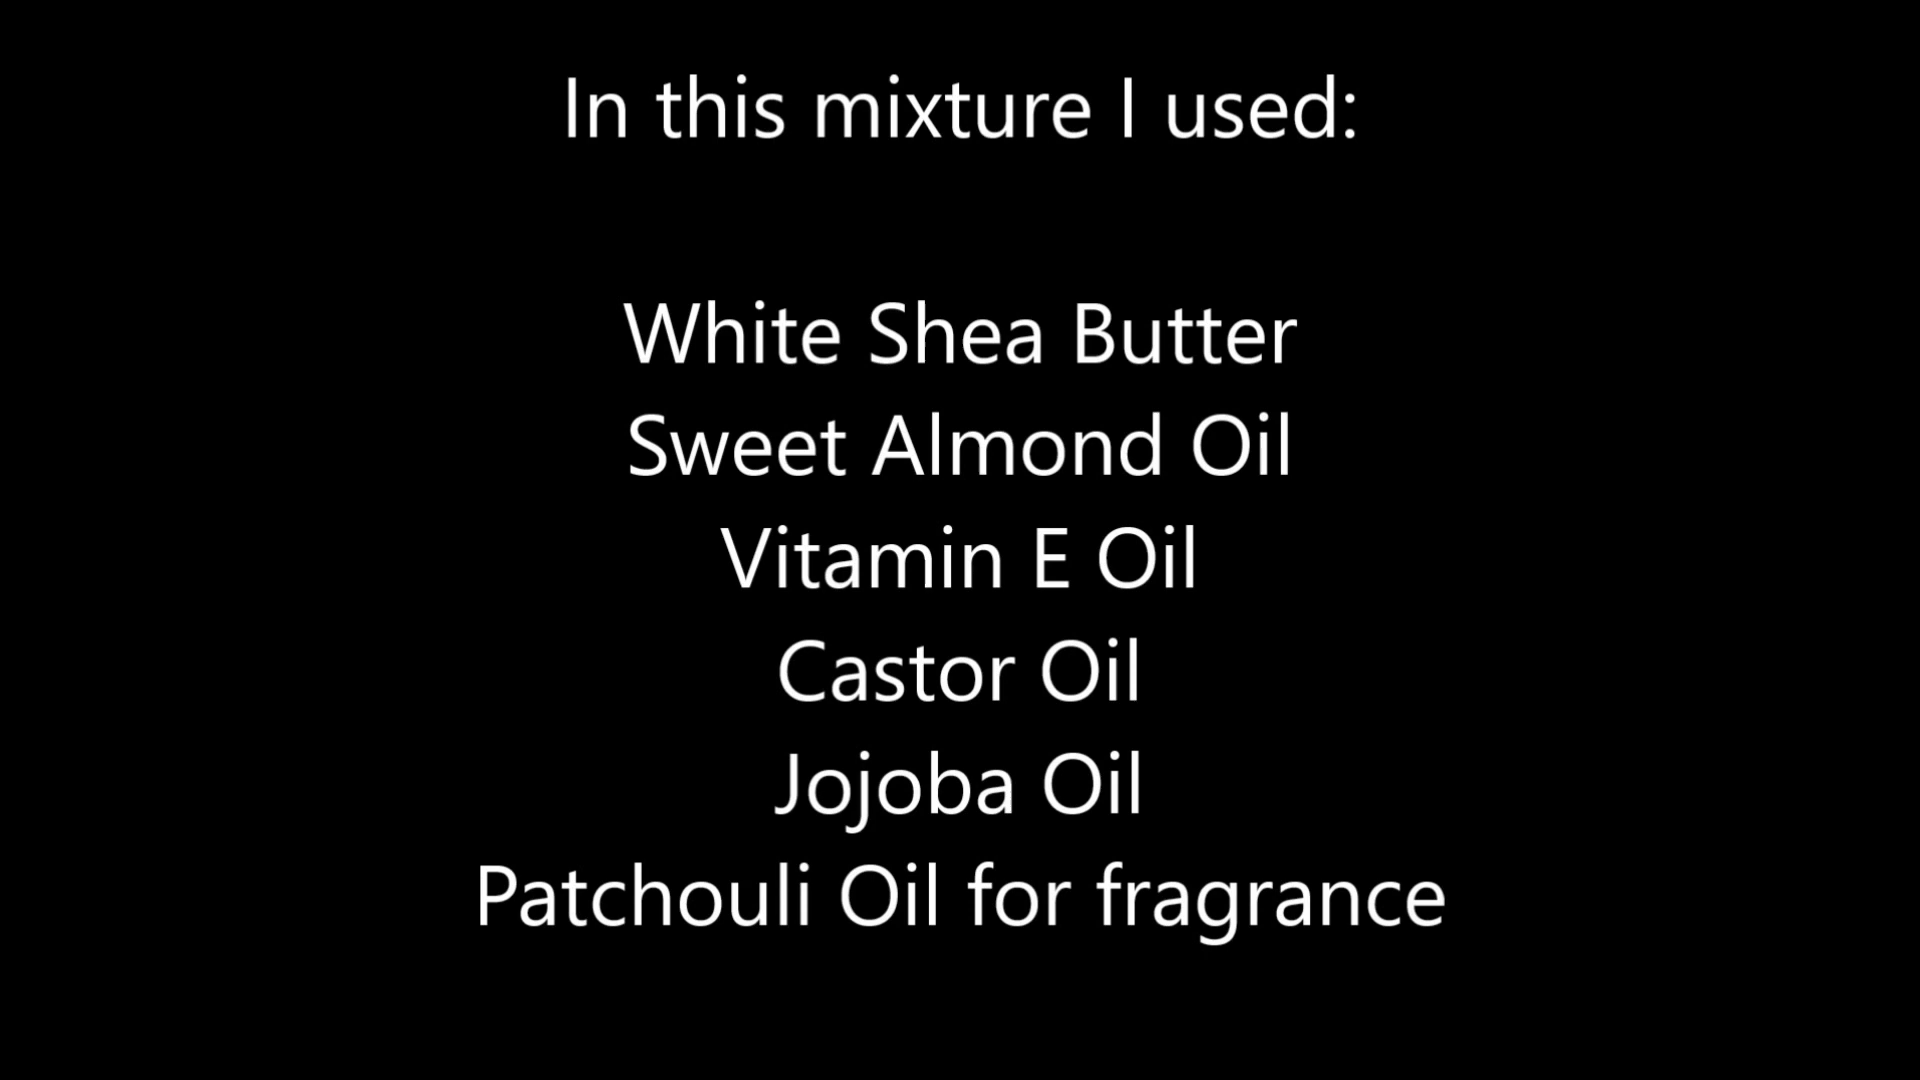 In this mixture I used:
White Shea Butter
Sweet Almond Oil
Vitamin E Oil
Castor Oil
Jojoba Oil
Patchouli Oil for fragrance